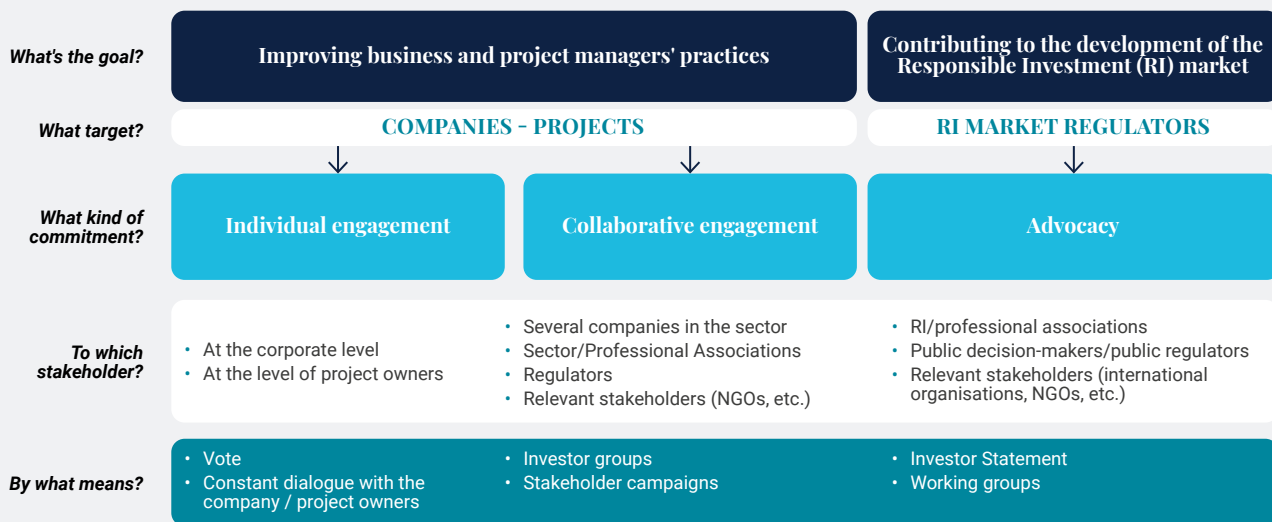 What's the goal?
Improving business and project managers' practices
Contributing to the development of the
Responsible Investment (RI) market
What target?
COMPANIES - PROJECTS
RI MARKET REGULATORS
What kind of
commitment?
Individual engagement
Collaborative engagement
Advocacy
To which
stakeholder?
• At the corporate level
• At the level of project owners
• Several companies in the sector
• Sector/Professional Associations
• Regulators
• Relevant stakeholders (NGOs, etc.)
• RI/professional associations
• Public decision-makers/public regulators
• Relevant stakeholders (international
organisations, NGOs, etc.)
By what means?
• Vote
• Constant dialogue with the
company / project owners
• Investor groups
• Stakeholder campaigns
• Investor Statement
• Working groups